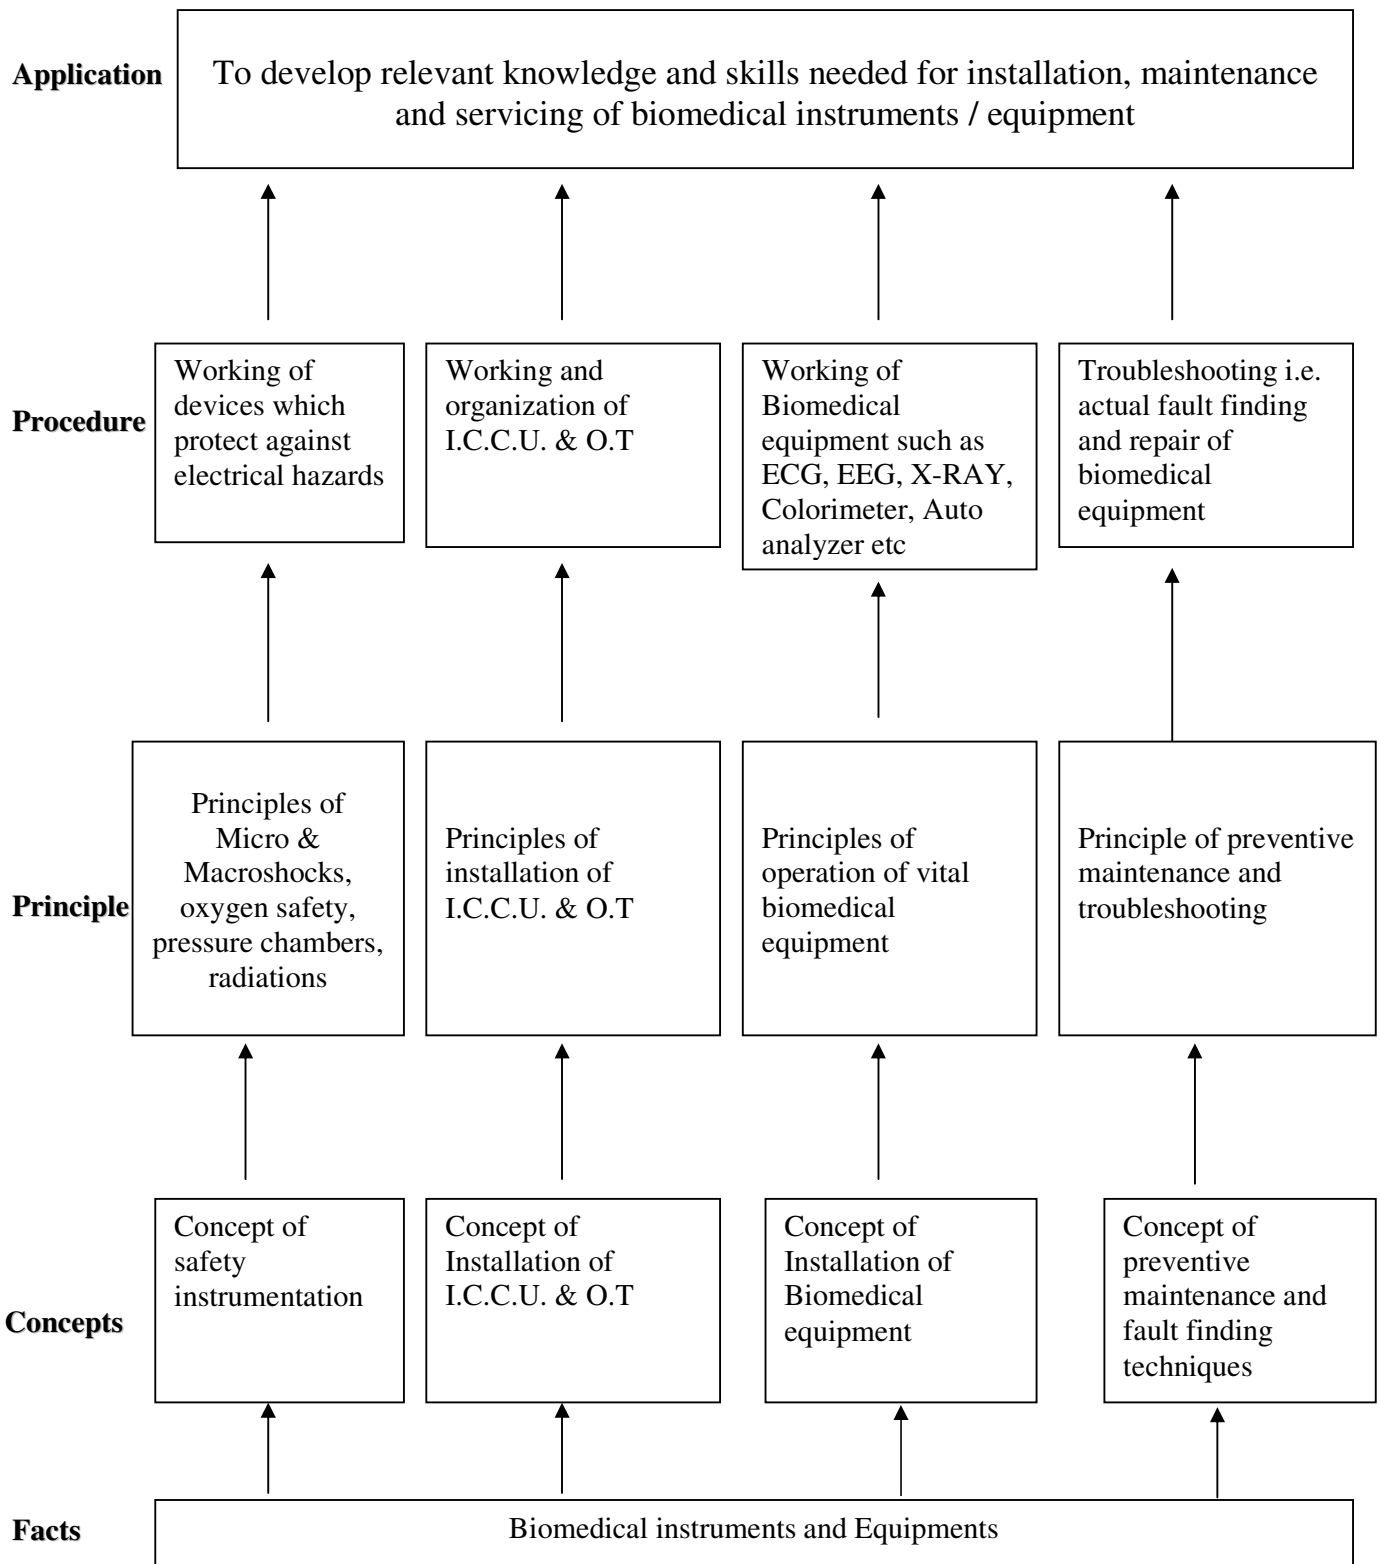 Application
To develop relevant knowledge and skills needed for installation, maintenance
and servicing of biomedical instruments / equipment
Procedure
Working of
devices which
protect against
electrical hazards
Working and
organization of
I.C.C.U. & O.T
Working of
Biomedical
equipment such as
ECG, EEG, X-RAY,
Colorimeter, Auto
analyzer etc
Troubleshooting i.e.
actual fault finding
and repair of
biomedical
equipment
Principle
Principles of
Micro &
Macroshocks,
oxygen safety,
pressure chambers,
radiations
Principles of
installation of
I.C.C.U. & O.T
Principles of
operation of vital
biomedical
equipment
Principle of preventive
maintenance and
troubleshooting
Concepts
Concept of
safety
instrumentation
Concept of
Installation of
I.C.C.U. & O.T
Concept of
Installation of
Biomedical
equipment
Concept of
preventive
maintenance and
fault finding
techniques
Facts
Biomedical instruments and Equipments